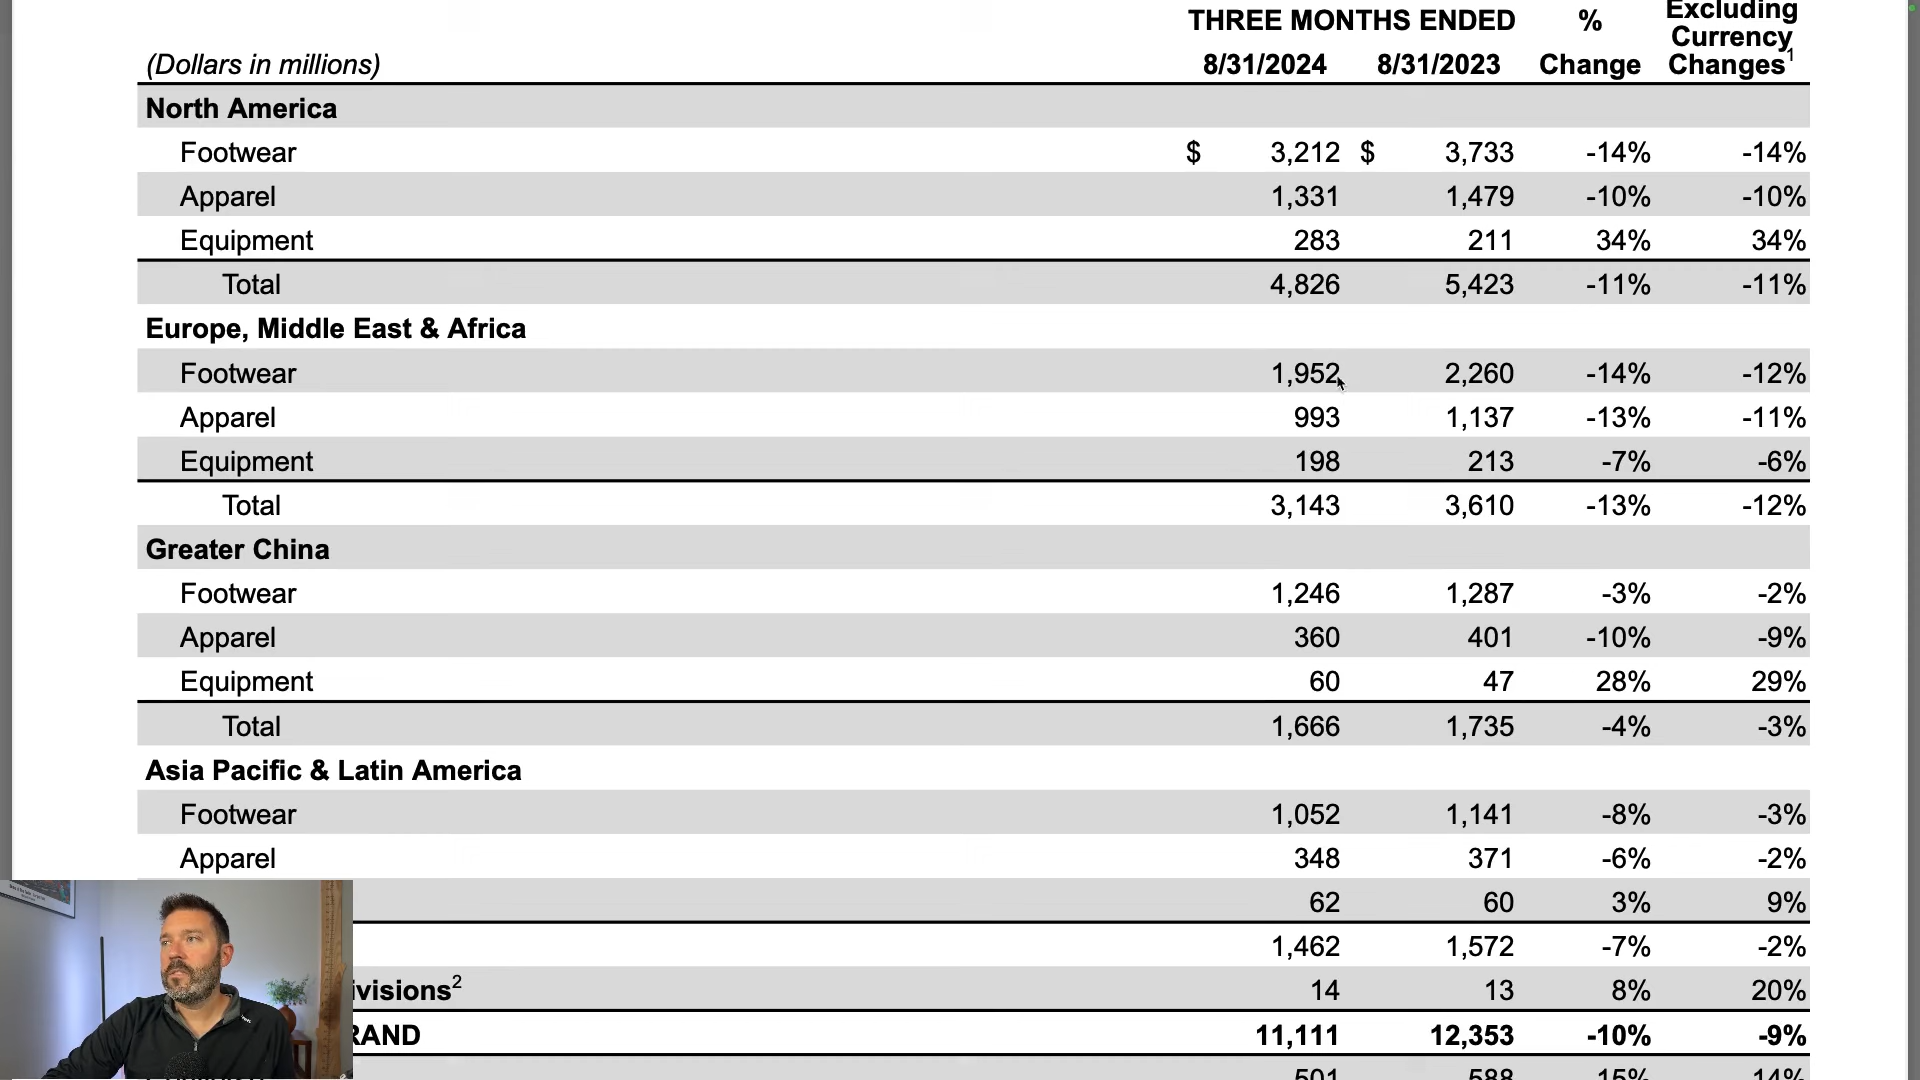 THREE MONTHS ENDED % Excluding Currency Changes1
(Dollars in millions) 8/31/2024 8/31/2023 Change
North America
Footwear $ 3,212 $ 3,733 -14% -14%
Apparel 1,331 1,479 -10% -10%
Equipment 283 211 34% 34%
Total 4,826 5,423 -11% -11%
Europe, Middle East & Africa
Footwear 1,952 2,260 -14% -12%
Apparel 993 1,137 -13% -11%
Equipment 198 213 -7% -6%
Total 3,143 3,610 -13% -12%
Greater China
Footwear 1,246 1,287 -3% -2%
Apparel 360 401 -10% -9%
Equipment 60 47 28% 29%
Total 1,666 1,735 -4% -3%
Asia Pacific & Latin America
Footwear 1,052 1,141 -8% -3%
Apparel 348 371 -6% -2%
62 60 3% 9%
1,462 1,572 -7% -2%
ivisions2 14 13 8% 20%
RAND 11,111 12,353 -10% -9%
501 588 15% 14%